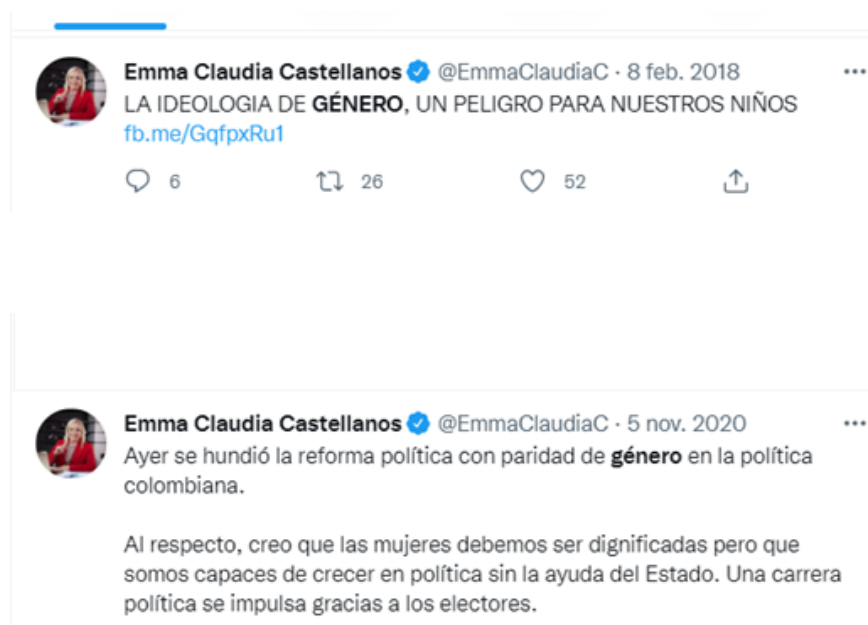 Emma Claudia Castellanos @EmmaClaudiaC · 8 feb. 2018
LA IDEOLOGIA DE GÉNERO, UN PELIGRO PARA NUESTROS NIÑOS
fb.me/GqfpxRu1
6 26 52
Emma Claudia Castellanos @EmmaClaudiaC · 5 nov. 2020
Ayer se hundió la reforma política con paridad de género en la política
colombiana.
Al respecto, creo que las mujeres debemos ser dignificadas pero que
somos capaces de crecer en política sin la ayuda del Estado. Una carrera
política se impulsa gracias a los electores.